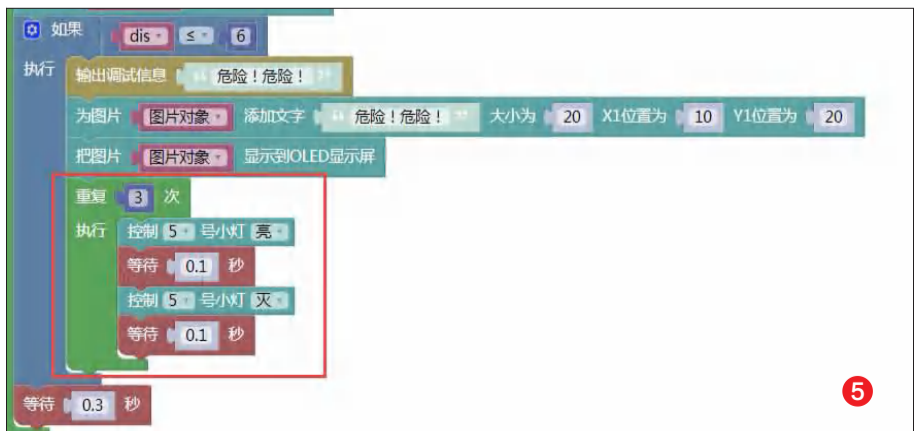 如果 dis ≤ 6
执行 输出调试信息 “ 危险！危险！ ”
为图片 图片对象 添加文字 “ 危险！危险！ ” 大小为 20 X1位置为 10 Y1位置为 20
把图片 图片对象 显示到OLED显示屏
重复 3 次
执行 控制 5 号小灯 亮
等待 0.1 秒
控制 5 号小灯 灭
等待 0.1 秒
等待 0.3 秒
5